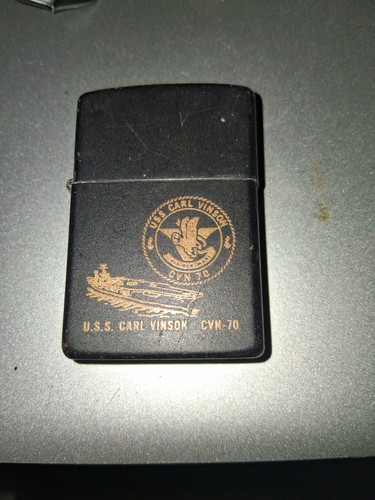 USS CARL VINSON
CVN 70
U.S.S. CARL VINSON CVN-70